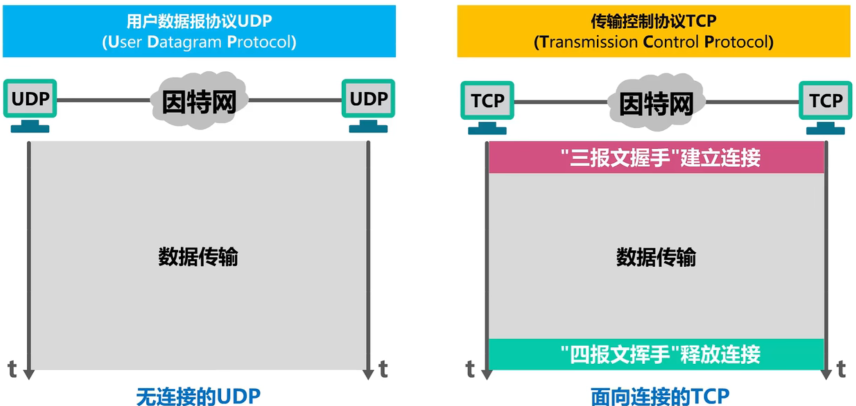 用户数据报协议UDP
(User Datagram Protocol)
UDP
因特网
UDP
数据传输
t
t
无连接的UDP
传输控制协议TCP
(Transmission Control Protocol)
TCP
因特网
TCP
"三报文握手"建立连接
数据传输
"四报文挥手"释放连接
t
t
面向连接的TCP